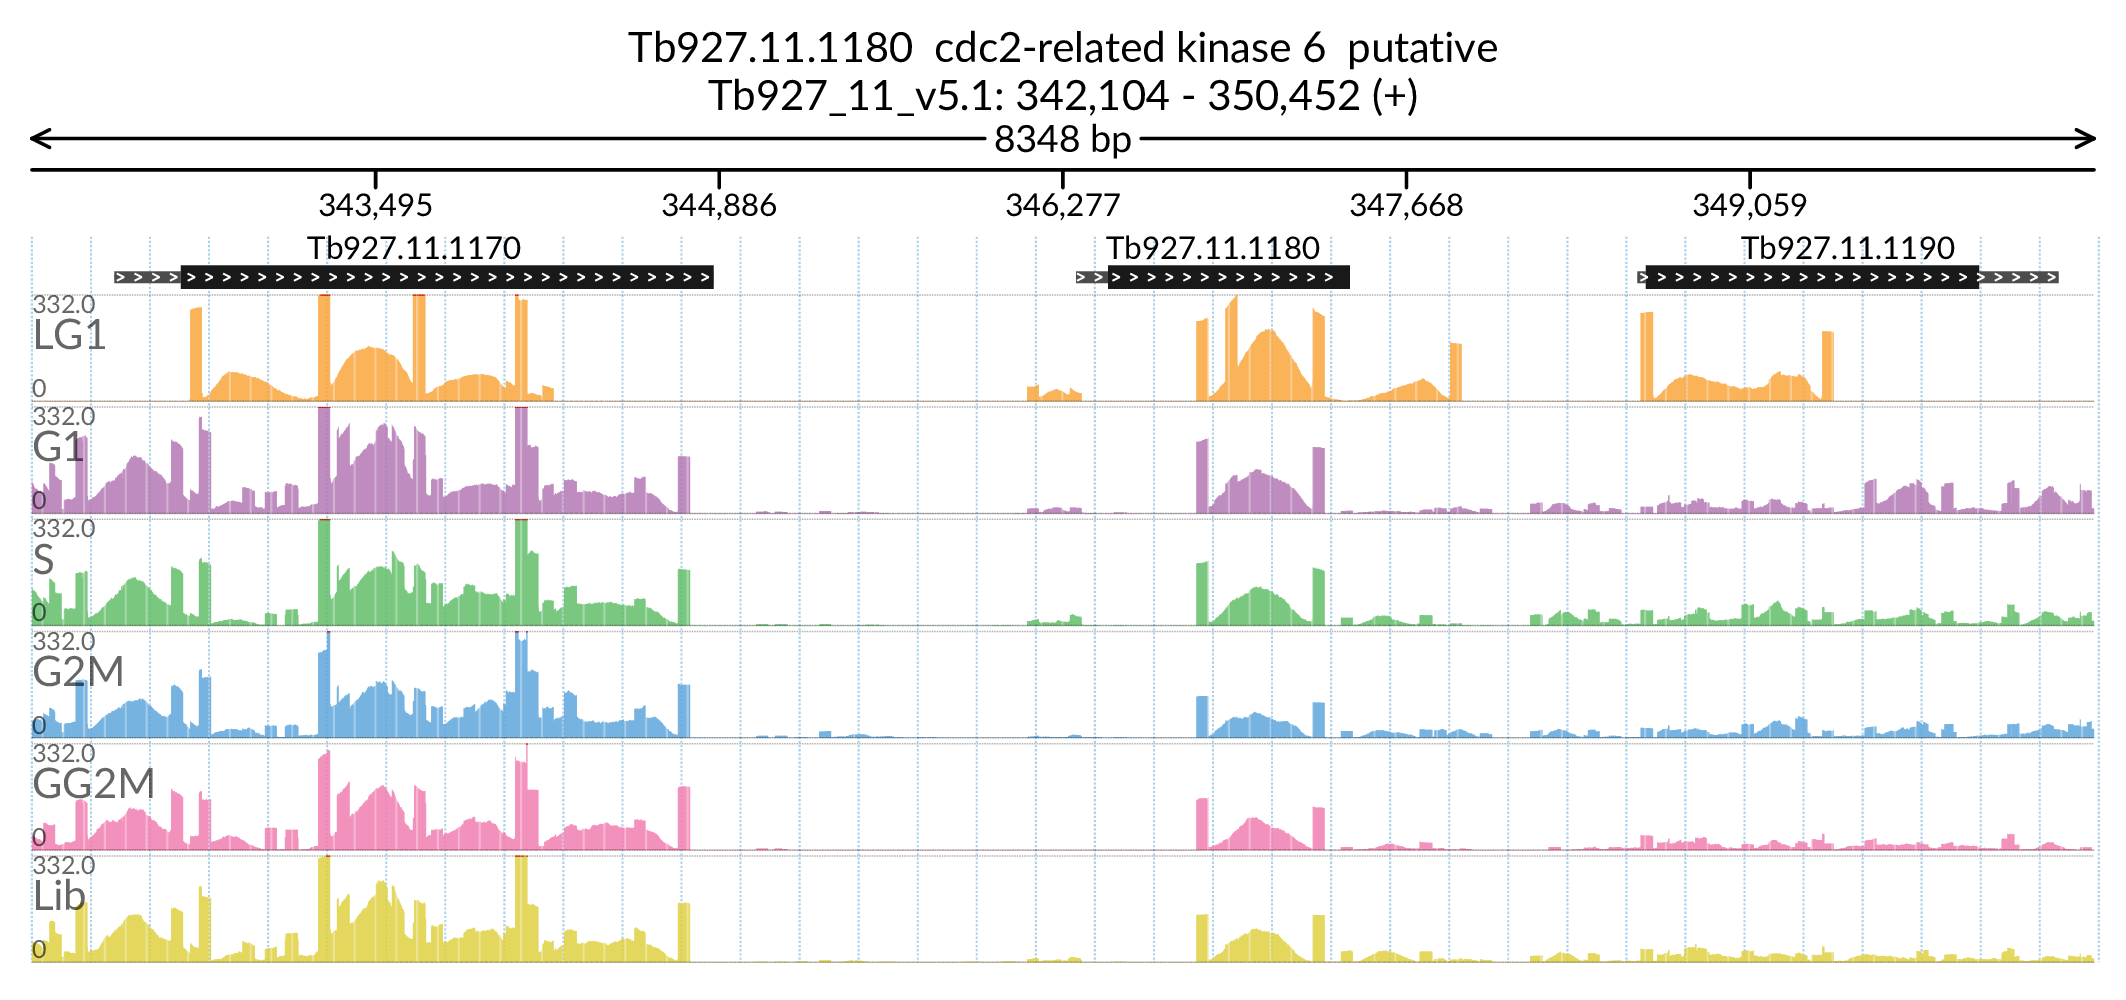 Tb927.11.1180 cdc2-related kinase 6 putative
Tb927_11_v5.1: 342,104 - 350,452 (+)
8348 bp
343,495 344,886 346,277 347,668 349,059
Tb927.11.1170 Tb927.11.1180 Tb927.11.1190
332.0
LG1
0
332.0
G1
0
332.0
S
0
332.0
G2M
0
332.0
GG2M
0
332.0
Lib
0